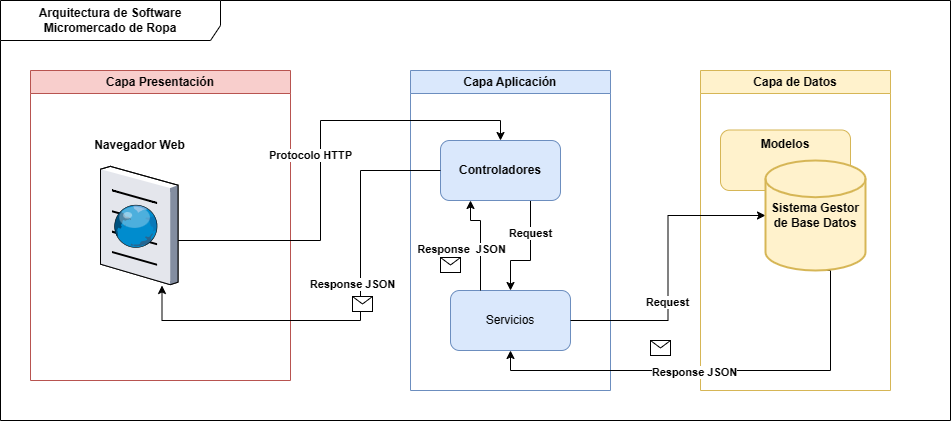 Arquitectura de Software
Micromercado de Ropa
Capa Presentación
Capa Aplicación
Capa de Datos
Navegador Web
Protocolo HTTP
Controladores
Modelos
Sistema Gestor
de Base Datos
Request
Response JSON
Response JSON
Servicios
Request
Response JSON